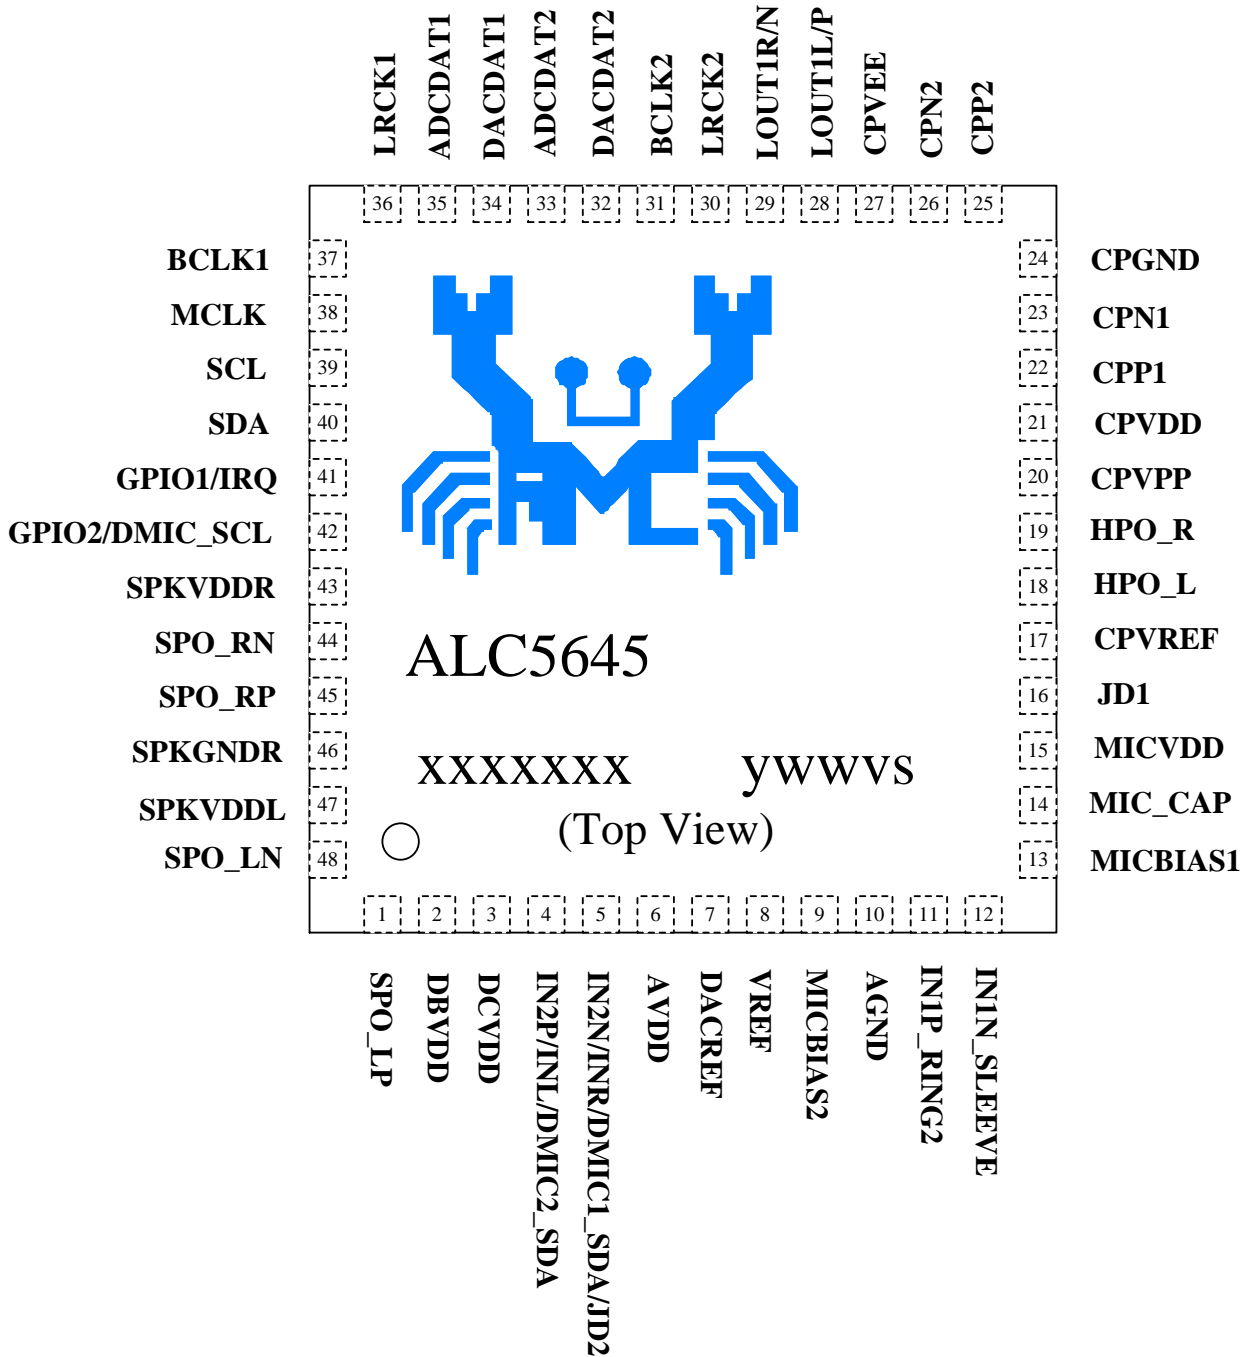 LRCK1
ADCDAT1
DACDAT1
ADCDAT2
DACDAT2
BCLK2
LRCK2
LOUT1R/N
LOUT1L/P
CPVEE
CPN2
CPP2
36 35 34 33 32 31 30 29 28 27 26 25
BCLK1 37 24 CPGND
MCLK 38 23 CPN1
SCL 39 22 CPP1
SDA 40 21 CPVDD
GPIO1/IRQ 41 20 CPVPP
GPIO2/DMIC_SCL 42 19 HPO_R
SPKVDDR 43 18 HPO_L
SPO_RN 44 17 CPVREF
SPO_RP 45 16 JD1
SPKGNDR 46 15 MICVDD
SPKVDDL 47 14 MIC_CAP
SPO_LN 48 13 MICBIAS1
AMC
ALC5645
xxxxxxx ywwvs
(Top View)
1 2 3 4 5 6 7 8 9 10 11 12
SPO_LP
DBVDD
DCVDD
IN2P/INL/DMIC2_SDA
IN2N/INR/DMIC1_SDA/JD2
AVDD
DACREF
VREF
MICBIAS2
AGND
IN1P_RING2
IN1N_SLEEVE